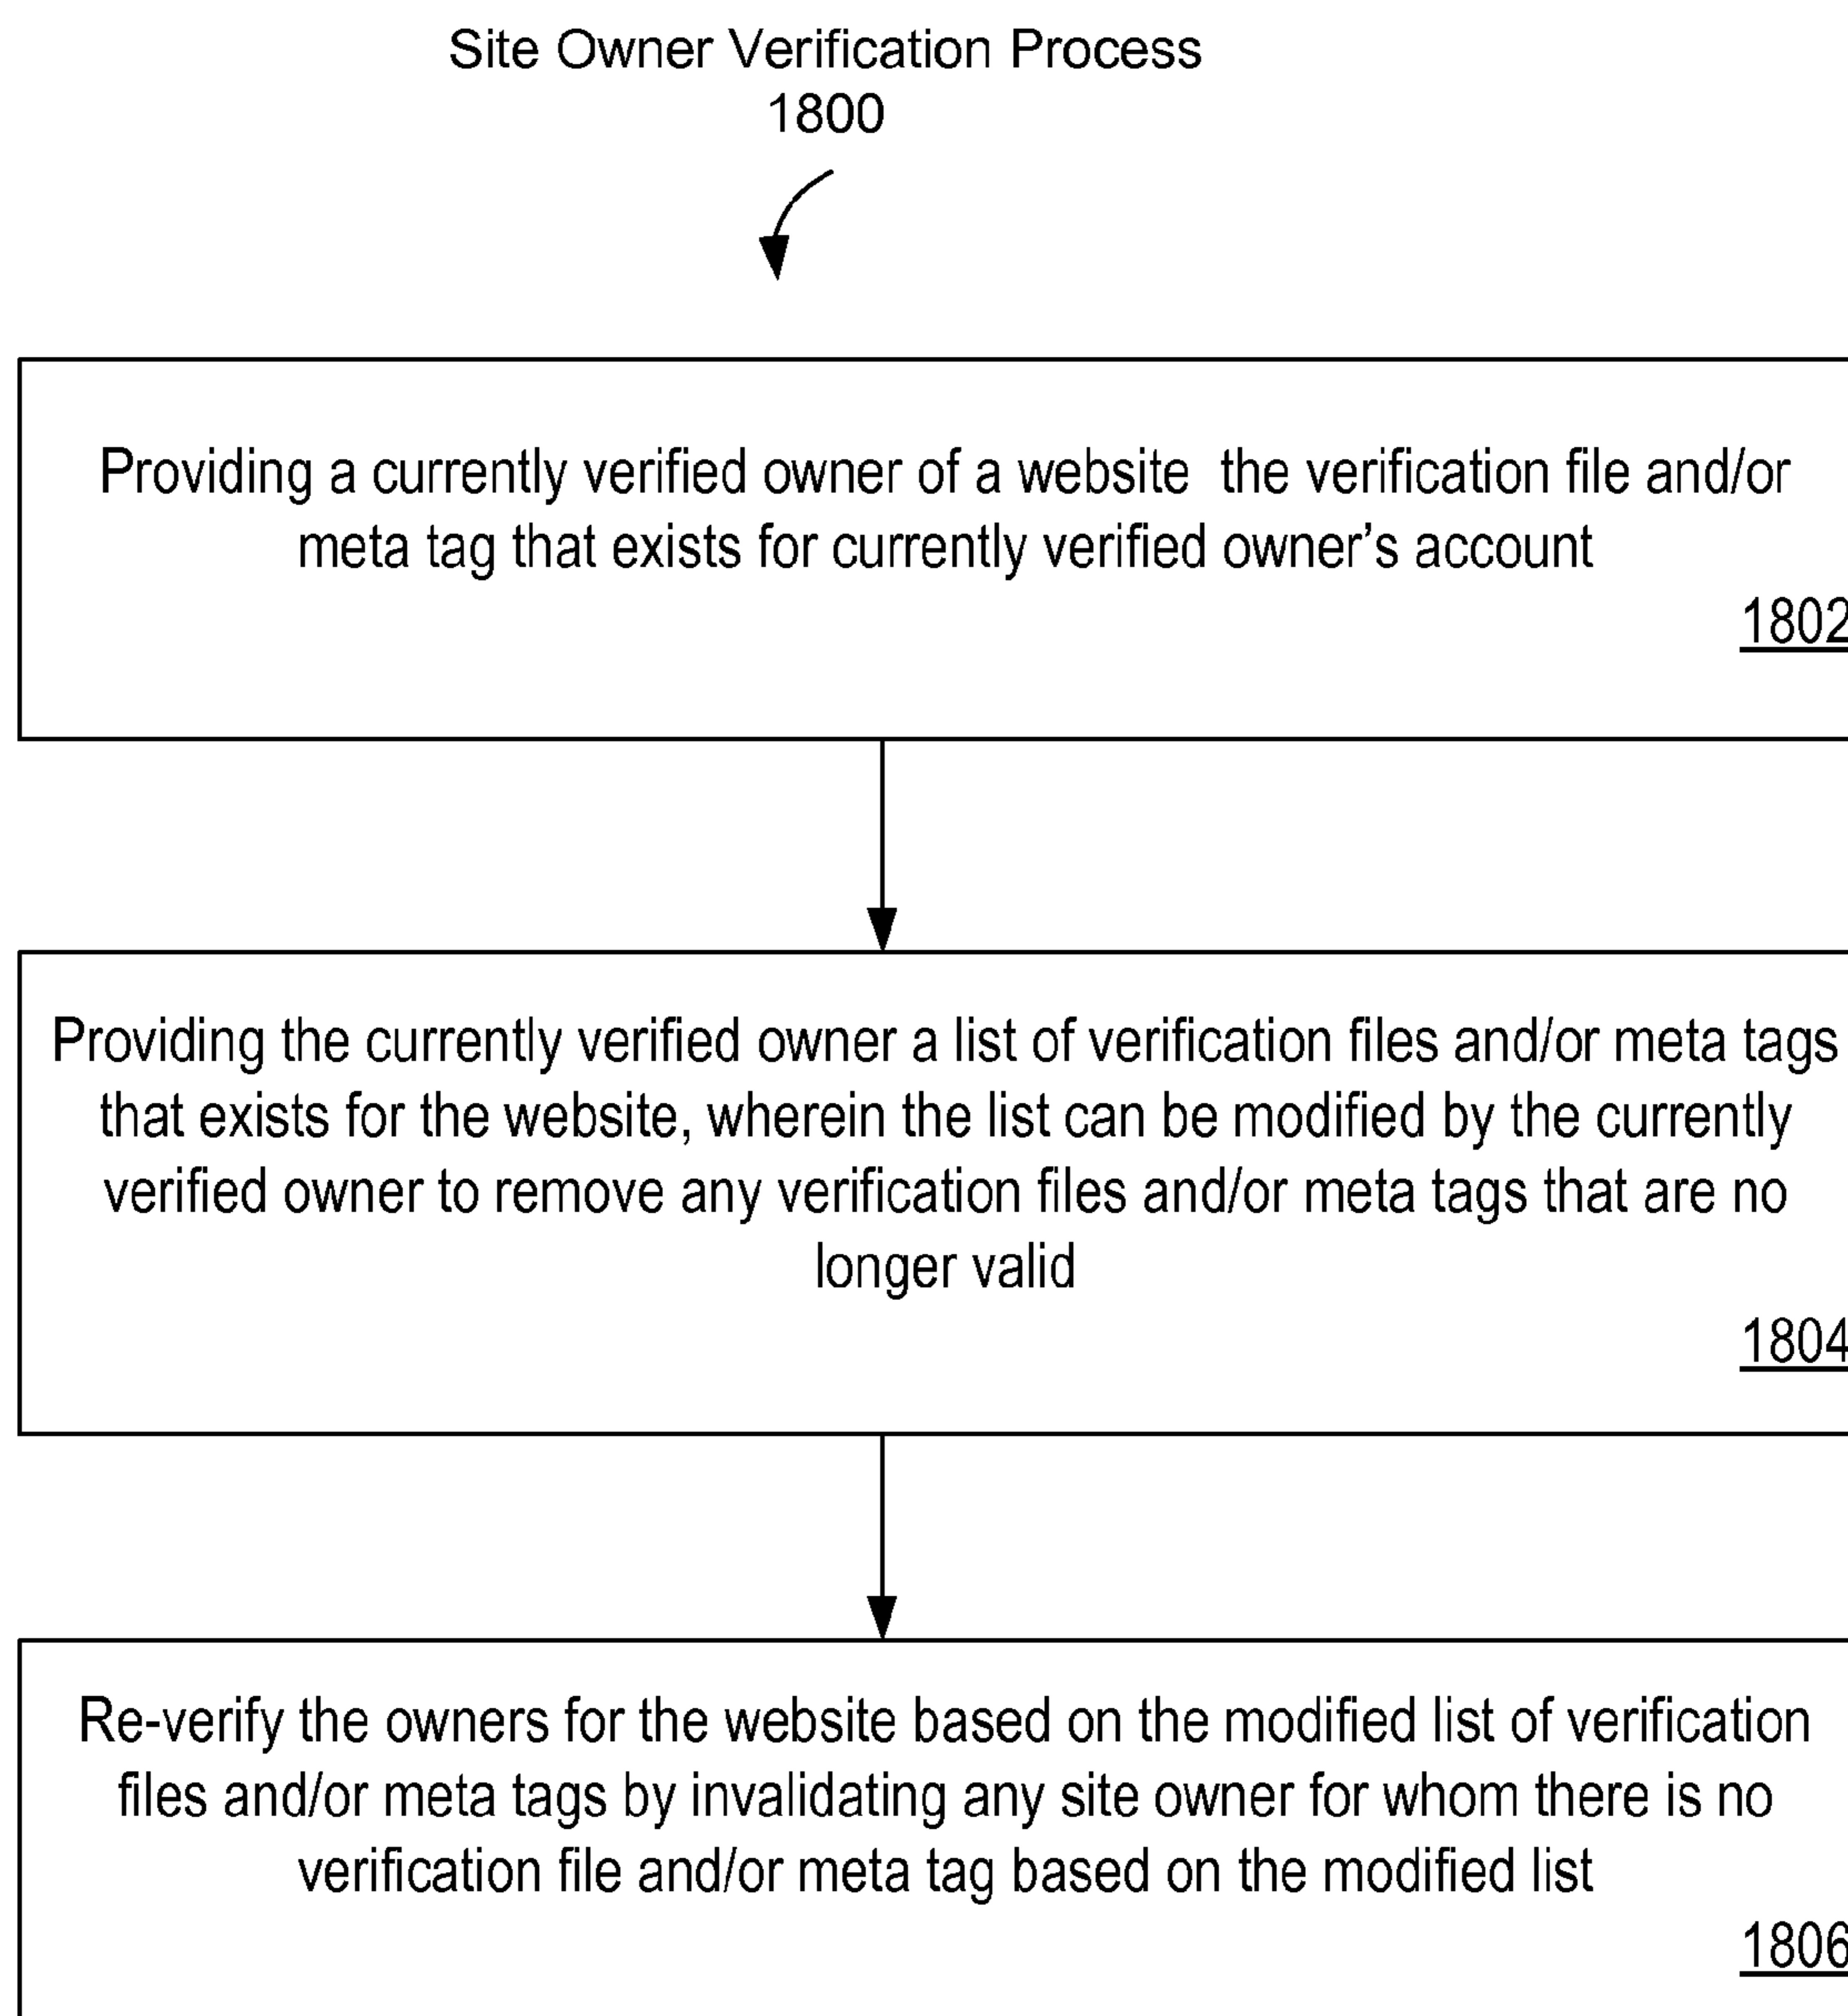 Site Owner Verification Process
1800
Providing a currently verified owner of a website the verification file and/or
meta tag that exists for currently verified owner's account
1802
Providing the currently verified owner a list of verification files and/or meta tags
that exists for the website, wherein the list can be modified by the currently
verified owner to remove any verification files and/or meta tags that are no
longer valid
1804
Re-verify the owners for the website based on the modified list of verification
files and/or meta tags by invalidating any site owner for whom there is no
verification file and/or meta tag based on the modified list
1806